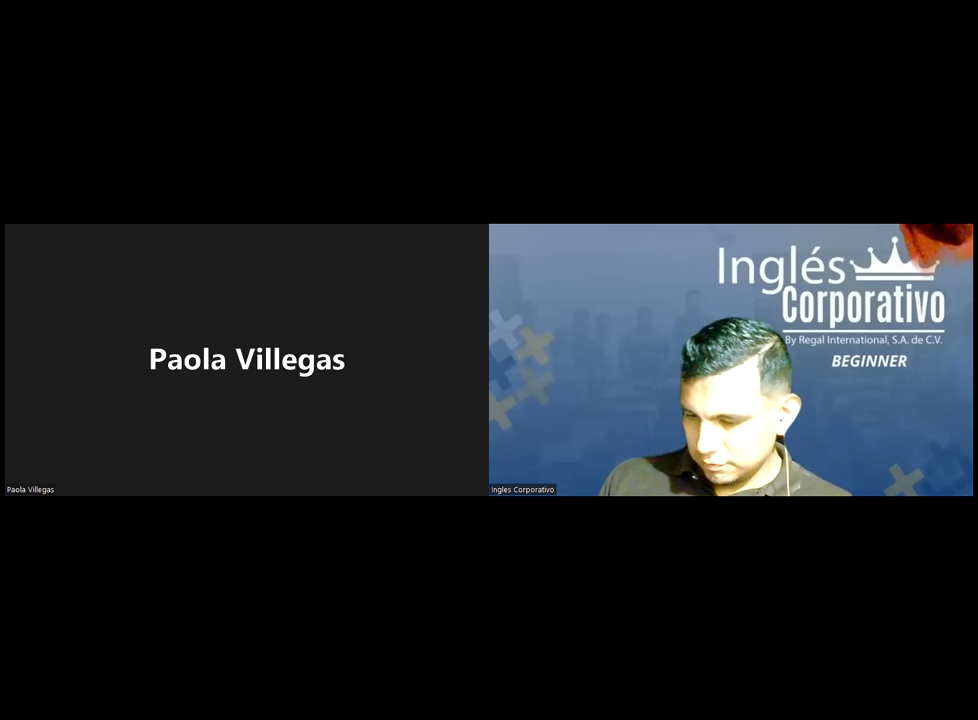 Paola Villegas
Paola Villegas
Inglés
Corporativo
By Regal International, S.A. de C.V.
BEGINNER
Ingles Corporativo